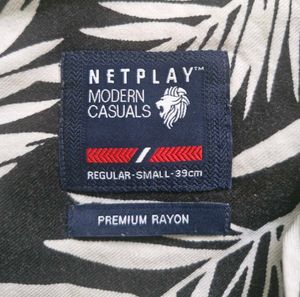 NETPLAY™
MODERN
CASUALS
REGULAR-SMALL-39cm
PREMIUM RAYON